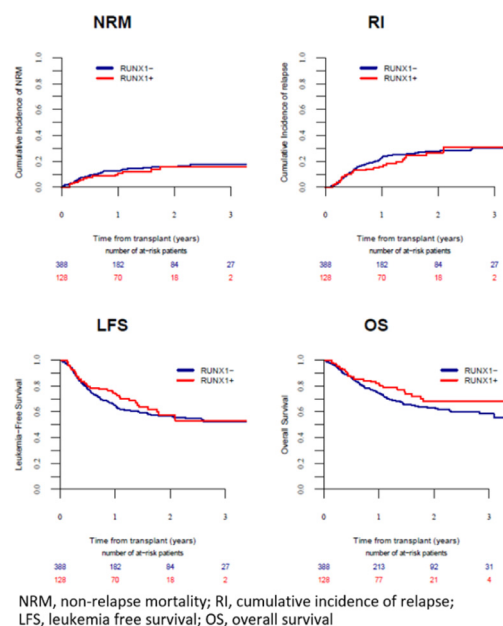 NRM
Cumulative Incidence of NRM
1.0
0.8
0.6
0.4
0.2
0.0
RUNX1−
RUNX1+
0 1 2 3
Time from transplant (years)
number of at-risk patients
388 182 84 27
128 70 18 2
RI
Cumulative Incidence of relapse
1.0
0.8
0.6
0.4
0.2
0.0
RUNX1−
RUNX1+
0 1 2 3
Time from transplant (years)
number of at-risk patients
388 182 84 27
128 70 18 2
LFS
Leukemia-Free Survival
1.0
0.8
0.6
0.4
0.2
0.0
RUNX1−
RUNX1+
0 1 2 3
Time from transplant (years)
number of at-risk patients
388 182 84 27
128 70 18 2
OS
Overall Survival
1.0
0.8
0.6
0.4
0.2
0.0
RUNX1−
RUNX1+
0 1 2 3
Time from transplant (years)
number of at-risk patients
388 213 92 31
128 77 21 4
NRM, non-relapse mortality; RI, cumulative incidence of relapse;
LFS, leukemia free survival; OS, overall survival